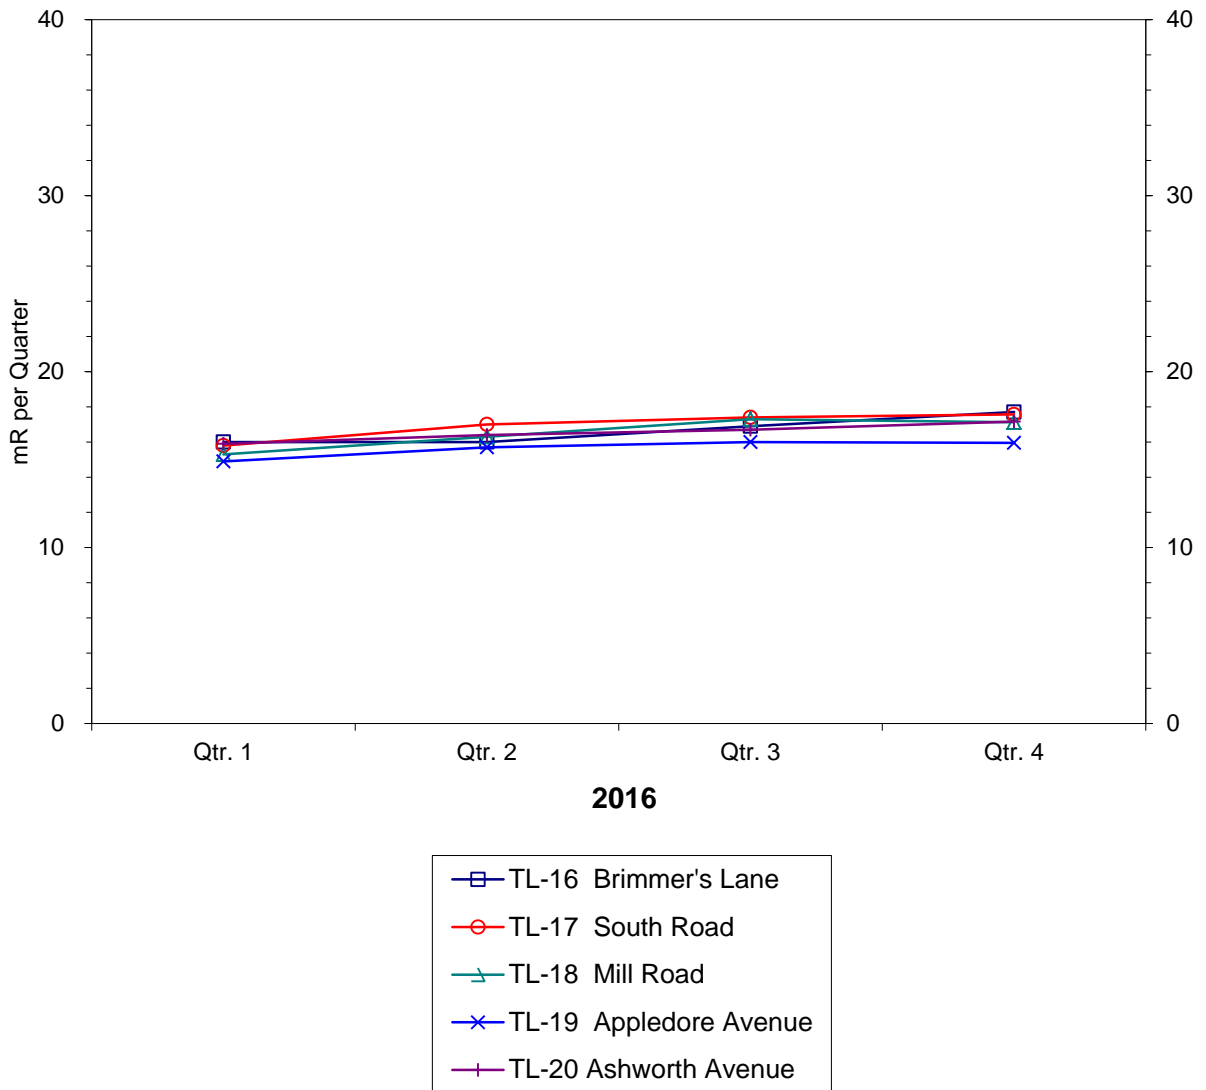 40 40
30 30
mR per Quarter
20 20
10 10
0 0
Qtr. 1 Qtr. 2 Qtr. 3 Qtr. 4
2016
TL-16 Brimmer's Lane
TL-17 South Road
TL-18 Mill Road
TL-19 Appledore Avenue
TL-20 Ashworth Avenue